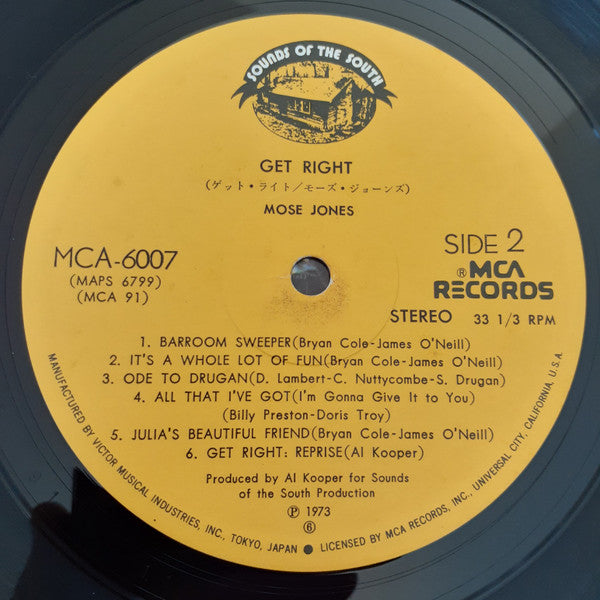 SOUNDS OF THE SOUTH
GET RIGHT
(ゲット・ライト/モーズ・ジョーンズ)
MOSE JONES
MCA-6007
(MAPS 6799)
(MCA 91)
SIDE 2
® MCA
RECORDS
STEREO 33 1/3 RPM
1. BARROOM SWEEPER(Bryan Cole-James O'Neill)
2. IT'S A WHOLE LOT OF FUN(Bryan Cole-James O'Neill)
3. ODE TO DRUGAN(D. Lambert-C. Nuttycombe-S. Drugan)
4. ALL THAT I'VE GOT(I'm Gonna Give It to You)
(Billy Preston-Doris Troy)
5. JULIA'S BEAUTIFUL FRIEND(Bryan Cole-James O'Neill)
6. GET RIGHT: REPRISE(Al Kooper)
Produced by Al Kooper for Sounds
of the South Production
Ⓟ 1973
⑥
MANUFACTURED BY VICTOR MUSICAL INDUSTRIES, INC., TOKYO, JAPAN ● LICENSED BY MCA RECORDS, INC., UNIVERSAL CITY, CALIFORNIA, U.S.A.